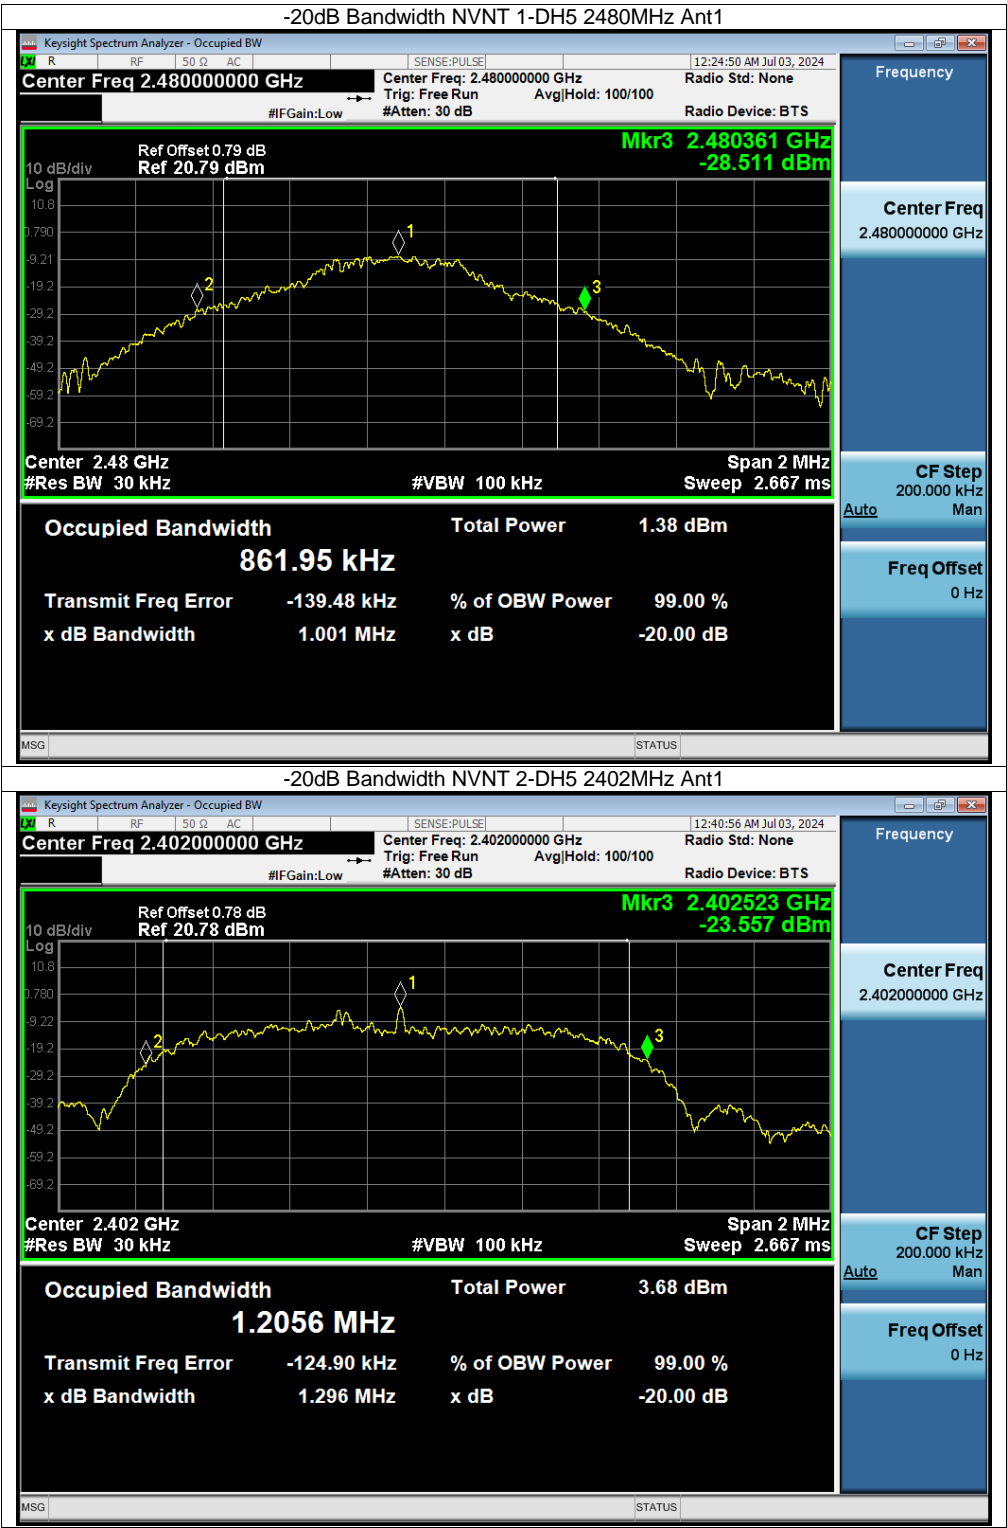 -20dB Bandwidth NVNT 1-DH5 2480MHz Ant1
Keysight Spectrum Analyzer - Occupied BW
LXI R RF 50 Ω AC SENSE:PULSE 12:24:50 AM Jul 03, 2024
Center Freq 2.480000000 GHz
Center Freq: 2.480000000 GHz
Radio Std: None
Trig: Free Run Avg|Hold: 100/100
#IFGain:Low #Atten: 30 dB Radio Device: BTS
Frequency
Mkr3 2.480361 GHz
-28.511 dBm
Ref Offset 0.79 dB
10 dB/div Ref 20.79 dBm
Log
10.8
0.790
-9.21
-19.2
-29.2
-39.2
-49.2
-59.2
-69.2
1
2
3
Center 2.48 GHz Span 2 MHz
#Res BW 30 kHz #VBW 100 kHz Sweep 2.667 ms
Occupied Bandwidth Total Power 1.38 dBm
861.95 kHz
Transmit Freq Error -139.48 kHz % of OBW Power 99.00 %
x dB Bandwidth 1.001 MHz x dB -20.00 dB
Center Freq
2.480000000 GHz
CF Step
200.000 kHz
Auto Man
Freq Offset
0 Hz
MSG STATUS
-20dB Bandwidth NVNT 2-DH5 2402MHz Ant1
Keysight Spectrum Analyzer - Occupied BW
LXI R RF 50 Ω AC SENSE:PULSE 12:40:56 AM Jul 03, 2024
Center Freq 2.402000000 GHz
Center Freq: 2.402000000 GHz
Radio Std: None
Trig: Free Run Avg|Hold: 100/100
#IFGain:Low #Atten: 30 dB Radio Device: BTS
Frequency
Mkr3 2.402523 GHz
-23.557 dBm
Ref Offset 0.78 dB
10 dB/div Ref 20.78 dBm
Log
10.8
0.780
-9.22
-19.2
-29.2
-39.2
-49.2
-59.2
-69.2
1
2
3
Center 2.402 GHz Span 2 MHz
#Res BW 30 kHz #VBW 100 kHz Sweep 2.667 ms
Occupied Bandwidth Total Power 3.68 dBm
1.2056 MHz
Transmit Freq Error -124.90 kHz % of OBW Power 99.00 %
x dB Bandwidth 1.296 MHz x dB -20.00 dB
Center Freq
2.402000000 GHz
CF Step
200.000 kHz
Auto Man
Freq Offset
0 Hz
MSG STATUS